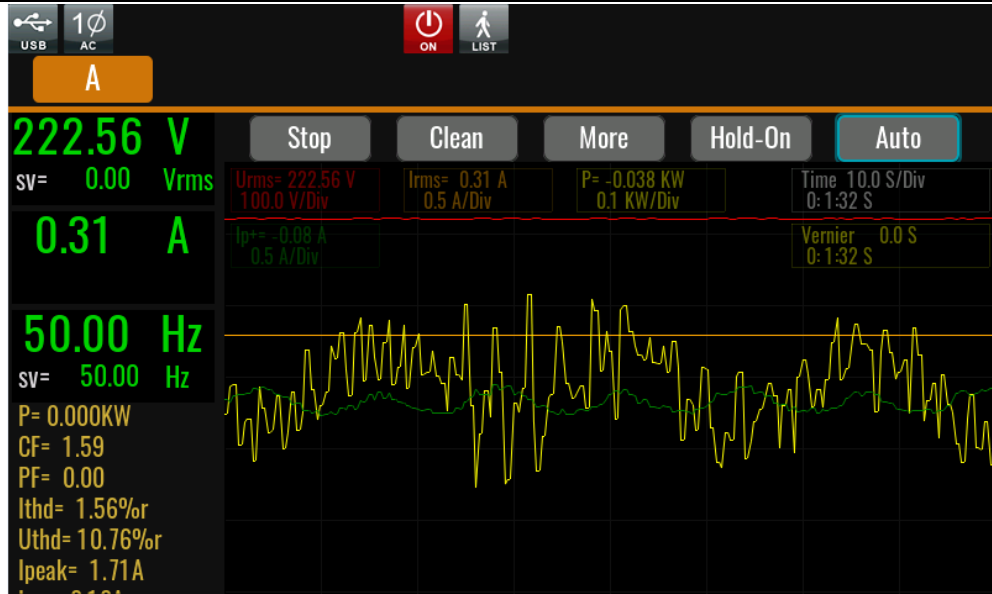 USB
1Ø
AC
ON
LIST
A
222.56 V
sv= 0.00 Vrms
0.31 A
50.00 Hz
sv= 50.00 Hz
P= 0.000KW
CF= 1.59
PF= 0.00
Ithd= 1.56%r
Uthd= 10.76%r
Ipeak= 1.71A
Stop
Clean
More
Hold-On
Auto
Urms= 222.56 V
100.0 V/Div
Irms= 0.31 A
0.5 A/Div
P= -0.038 KW
0.1 KW/Div
Time 10.0 S/Div
0: 1:32 S
Ip+= -0.08 A
0.5 A/Div
Vernier 0.0 S
0: 1:32 S